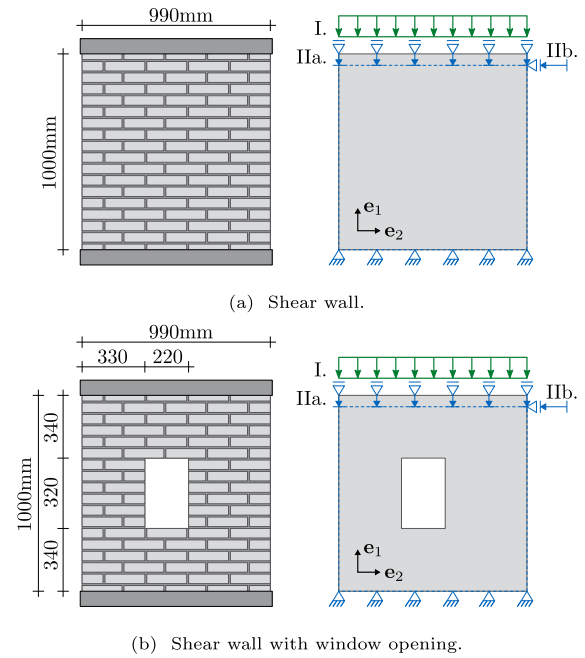 990mm
1000mm
I.
IIa.
IIb.
e1
e2
(a) Shear wall.
990mm
330 220
1000mm
340
320
340
I.
IIa.
IIb.
e1
e2
(b) Shear wall with window opening.